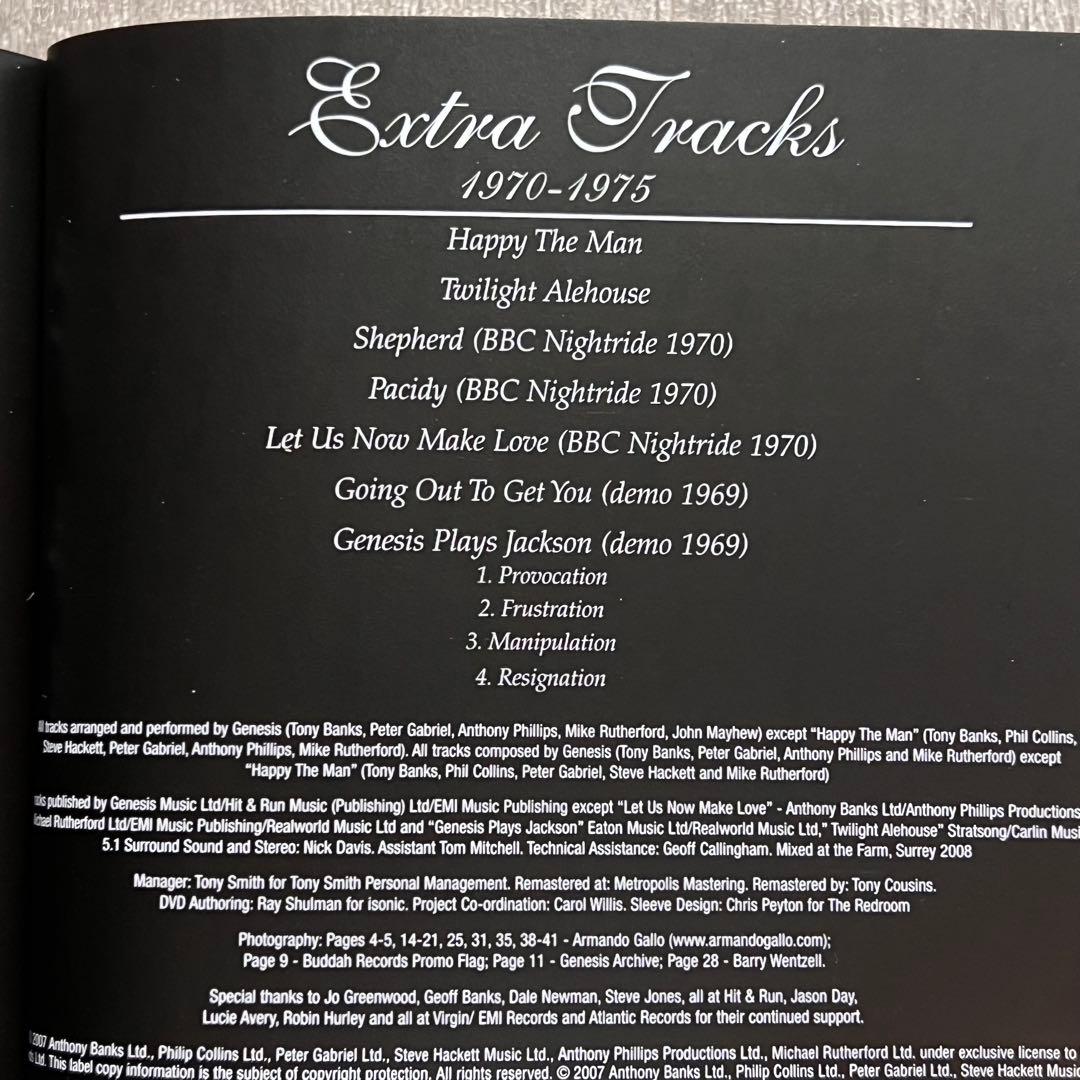 Extra Tracks
1970-1975
Happy The Man
Twilight Alehouse
Shepherd (BBC Nightride 1970)
Pacidy (BBC Nightride 1970)
Let Us Now Make Love (BBC Nightride 1970)
Going Out To Get You (demo 1969)
Genesis Plays Jackson (demo 1969)
1. Provocation
2. Frustration
3. Manipulation
4. Resignation
tracks arranged and performed by Genesis (Tony Banks, Peter Gabriel, Anthony Phillips, Mike Rutherford, John Mayhew) except "Happy The Man" (Tony Banks, Phil Collins,
Steve Hackett, Peter Gabriel, Anthony Phillips, Mike Rutherford). All tracks composed by Genesis (Tony Banks, Peter Gabriel, Anthony Phillips and Mike Rutherford) except
"Happy The Man" (Tony Banks, Phil Collins, Peter Gabriel, Steve Hackett and Mike Rutherford)
published by Genesis Music Ltd/Hit & Run Music (Publishing) Ltd/EMI Music Publishing except "Let Us Now Make Love" - Anthony Banks Ltd/Anthony Phillips Productions
Rutherford Ltd/EMI Music Publishing/Realworld Music Ltd and "Genesis Plays Jackson" Eaton Music Ltd/Realworld Music Ltd," Twilight Alehouse" Stratsong/Carlin
5.1 Surround Sound and Stereo: Nick Davis. Assistant Tom Mitchell. Technical Assistance: Geoff Callingham. Mixed at the Farm, Surrey 2008
Manager: Tony Smith for Tony Smith Personal Management. Remastered at: Metropolis Mastering. Remastered by: Tony Cousins.
DVD Authoring: Ray Shulman for isonic. Project Co-ordination: Carol Willis. Sleeve Design: Chris Peyton for The Redroom
Photography: Pages 4-5, 14-21, 25, 31, 35, 38-41 - Armando Gallo (www.armandogallo.com);
Page 9 - Buddah Records Promo Flag; Page 11 - Genesis Archive; Page 28 - Barry Wentzell.
Special thanks to Jo Greenwood, Geoff Banks, Dale Newman, Steve Jones, all at Hit & Run, Jason Day,
Lucie Avery, Robin Hurley and all at Virgin/ EMI Records and Atlantic Records for their continued support.
2007 Anthony Banks Ltd., Philip Collins Ltd., Peter Gabriel Ltd., Steve Hackett Music Ltd., Anthony Phillips Productions Ltd., Michael Rutherford Ltd. under exclusive license to
Ltd. This label copy information is the subject of copyright protection. All rights reserved. © 2007 Anthony Banks Ltd., Philip Collins Ltd., Peter Gabriel Ltd., Steve Hackett Music